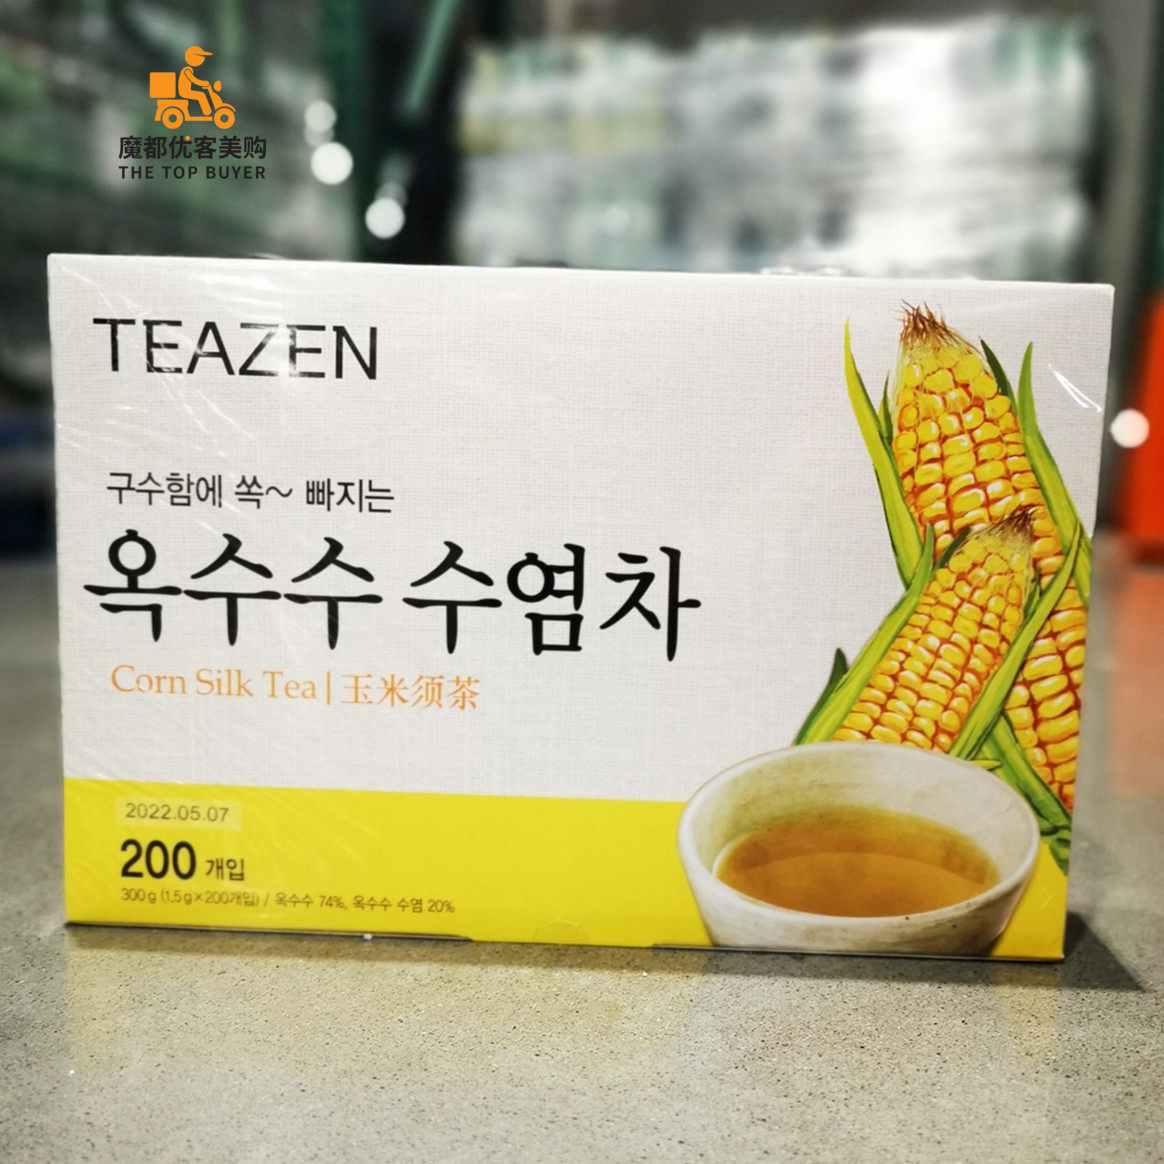 魔都优客美购
THE TOP BUYER
TEAZEN
구수함에 쏙~ 빠지는
옥수수 수염차
Corn Silk Tea | 玉米须茶
2022.05.07
200 개입
300g (1.5g×200개입) / 옥수수 74%, 옥수수 수염 20%